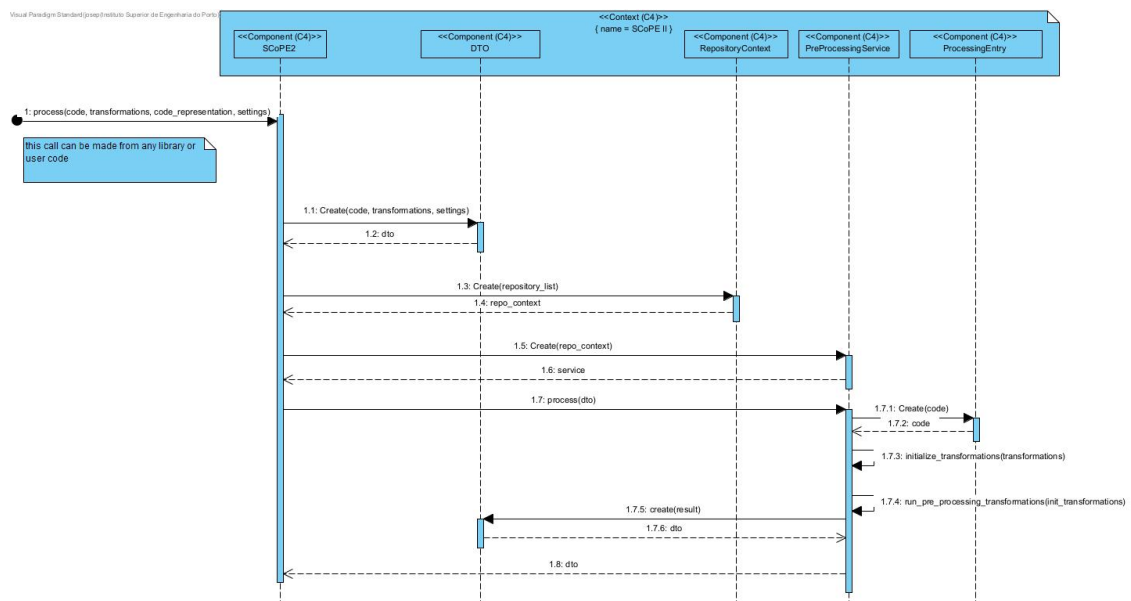 Visual Paradigm Standard(josep(Instituto Superior de Engenharia do Porto)
<<Context (C4)>>
{ name = SCoPE II }
<<Component (C4)>>
SCoPE2
<<Component (C4)>>
DTO
<<Component (C4)>>
RepositoryContext
<<Component (C4)>>
PreProcessingService
<<Component (C4)>>
ProcessingEntry
1: process(code, transformations, code_representation, settings)
this call can be made from any library or
user code
1.1: Create(code, transformations, settings)
1.2: dto
1.3: Create(repository_list)
1.4: repo_context
1.5: Create(repo_context)
1.6: service
1.7: process(dto)
1.7.1: Create(code)
1.7.2: code
1.7.3: initialize_transformations(transformations)
1.7.4: run_pre_processing_transformations(init_transformations)
1.7.5: create(result)
1.7.6: dto
1.8: dto